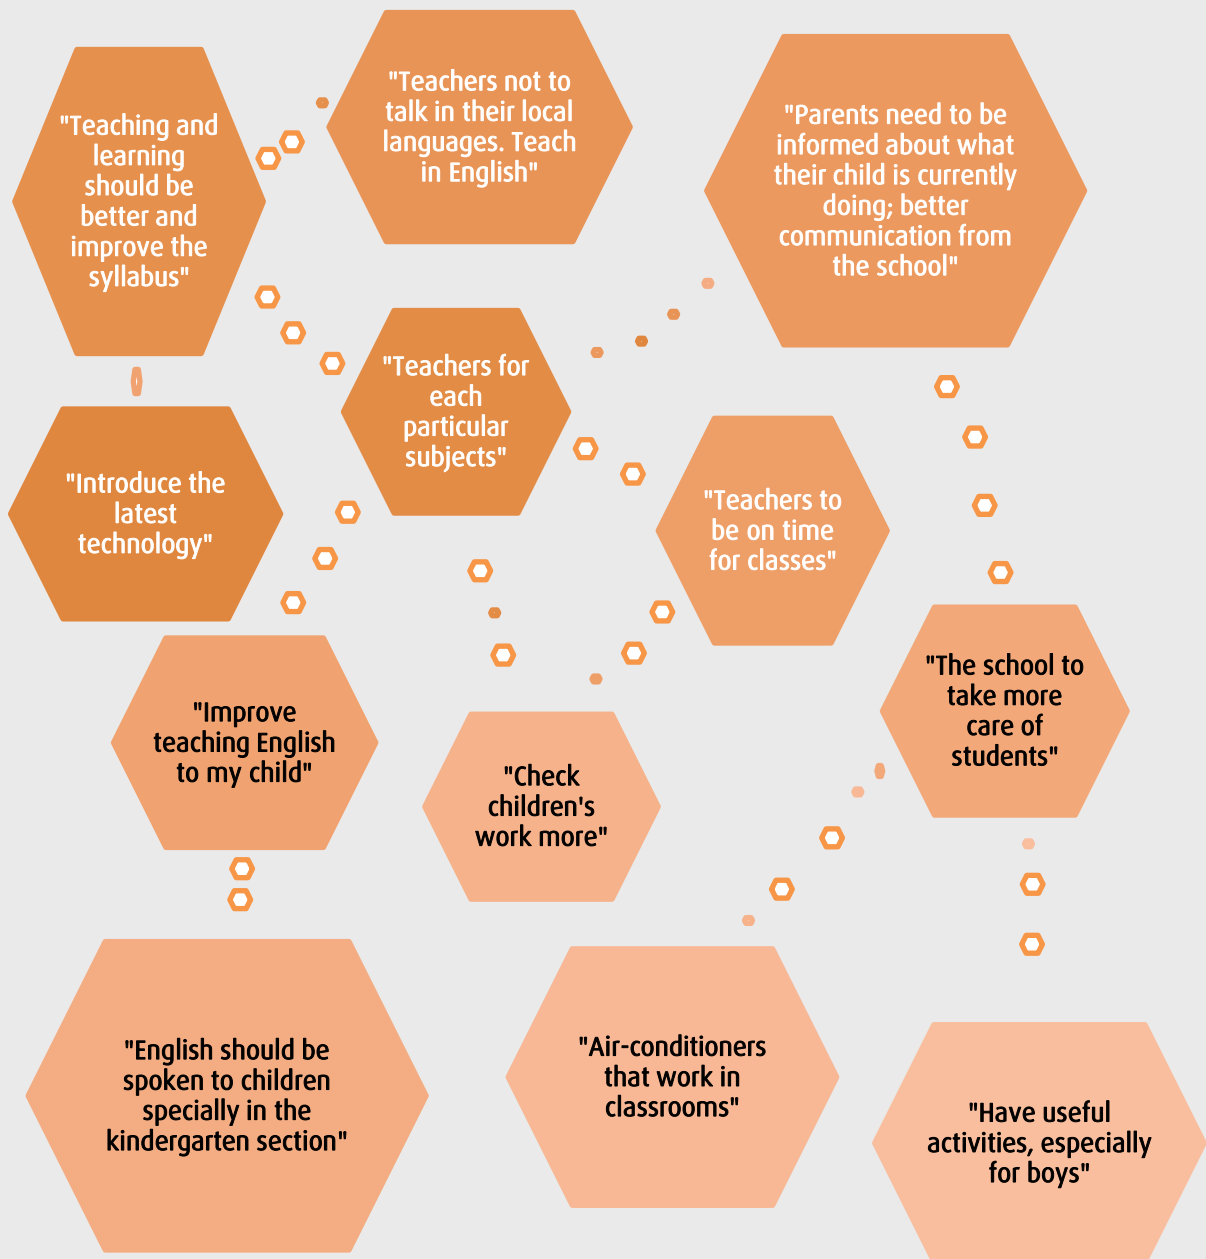 "Teaching and
learning
should be
better and
improve the
syllabus"
"Teachers not to
talk in their local
languages. Teach
in English"
"Parents need to be
informed about what
their child is currently
doing; better
communication from
the school"
"Teachers for
each
particular
subjects"
"Introduce the
latest
technology"
"Teachers to
be on time
for classes"
"Improve
teaching English
to my child"
"Check
children's
work more"
"The school to
take more
care of
students"
"English should be
spoken to children
specially in the
kindergarten section"
"Air-conditioners
that work in
classrooms"
"Have useful
activities, especially
for boys"